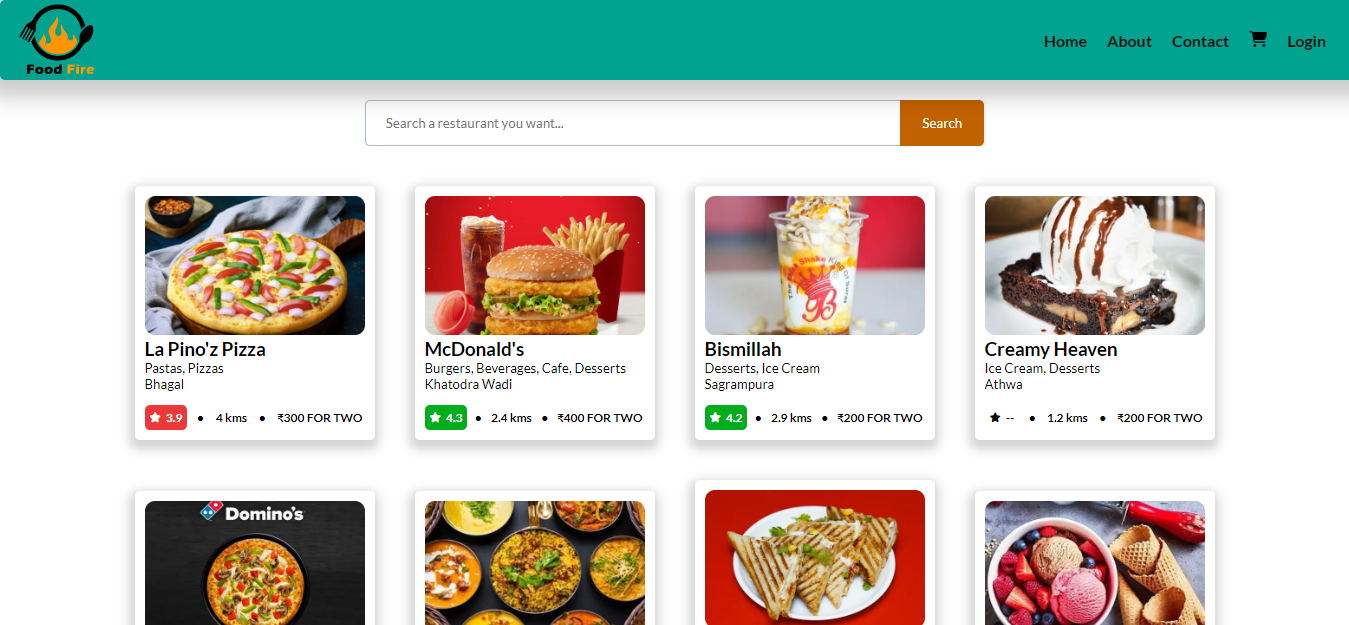 Food Fire
Home About Contact Login
Search a restaurant you want...
Search
La Pino'z Pizza
Pastas, Pizzas
Bhagal
3.9 • 4 kms • ₹300 FOR TWO
McDonald's
Burgers, Beverages, Cafe, Desserts
Khatodra Wadi
4.3 • 2.4 kms • ₹400 FOR TWO
Bismillah
Desserts, Ice Cream
Sagrampura
4.2 • 2.9 kms • ₹200 FOR TWO
Creamy Heaven
Ice Cream, Desserts
Athwa
-- • 1.2 kms • ₹200 FOR TWO
Domino's